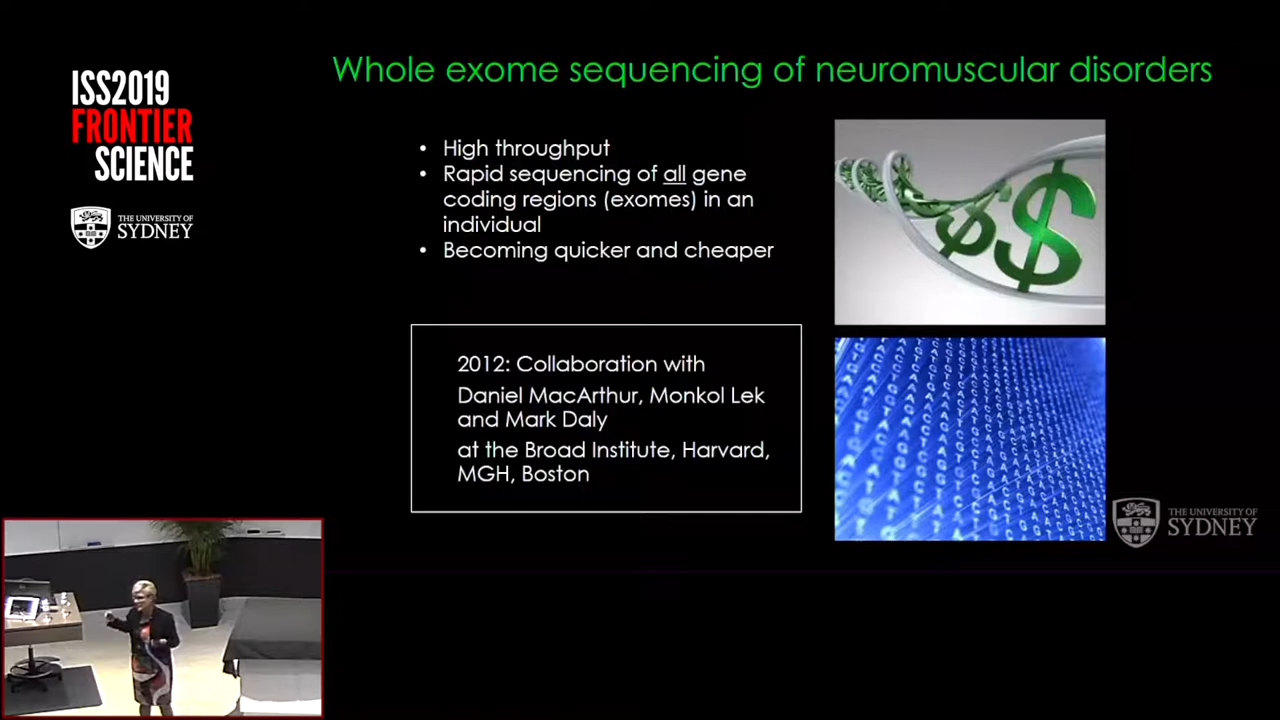 Whole exome sequencing of neuromuscular disorders
ISS2019
FRONTIER
SCIENCE
THE UNIVERSITY OF
SYDNEY
• High throughput
• Rapid sequencing of all gene
coding regions (exomes) in an
individual
• Becoming quicker and cheaper
2012: Collaboration with
Daniel MacArthur, Monkol Lek
and Mark Daly
at the Broad Institute, Harvard,
MGH, Boston
$
$
THE UNIVERSITY OF
SYDNEY